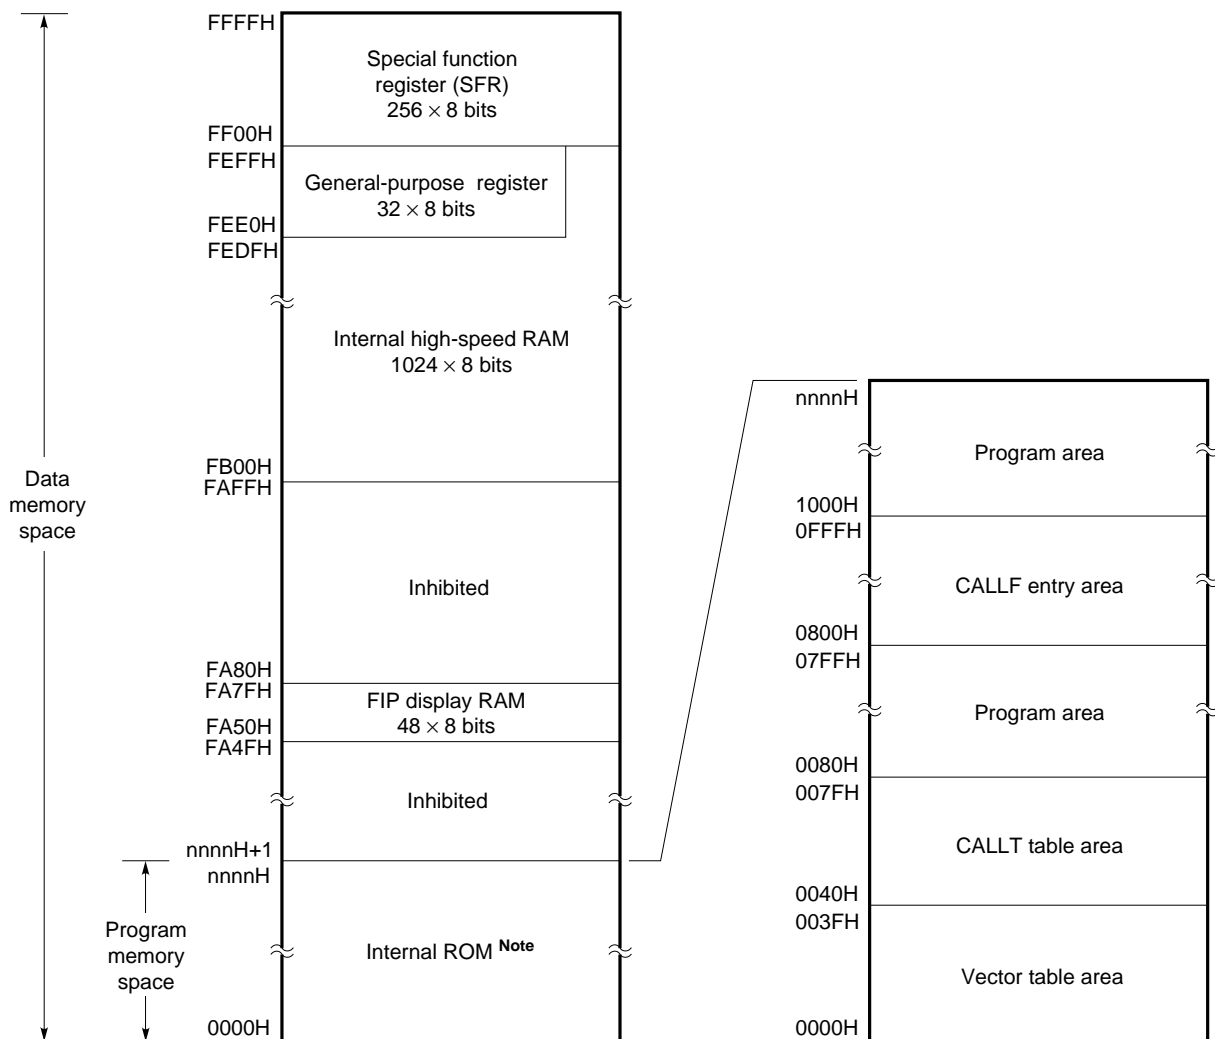 FFFFH
Special function
register (SFR)
256 × 8 bits
FF00H
FEFFH
General-purpose register
32 × 8 bits
FEE0H
FEDFH
Internal high-speed RAM
1024 × 8 bits
FB00H
FAFFH
Data
memory
space
Inhibited
FA80H
FA7FH
FIP display RAM
48 × 8 bits
FA50H
FA4FH
Inhibited
nnnnH+1
nnnnH
Program
memory
space
Internal ROM Note
0000H
nnnnH
Program area
1000H
0FFFH
CALLF entry area
0800H
07FFH
Program area
0080H
007FH
CALLT table area
0040H
003FH
Vector table area
0000H